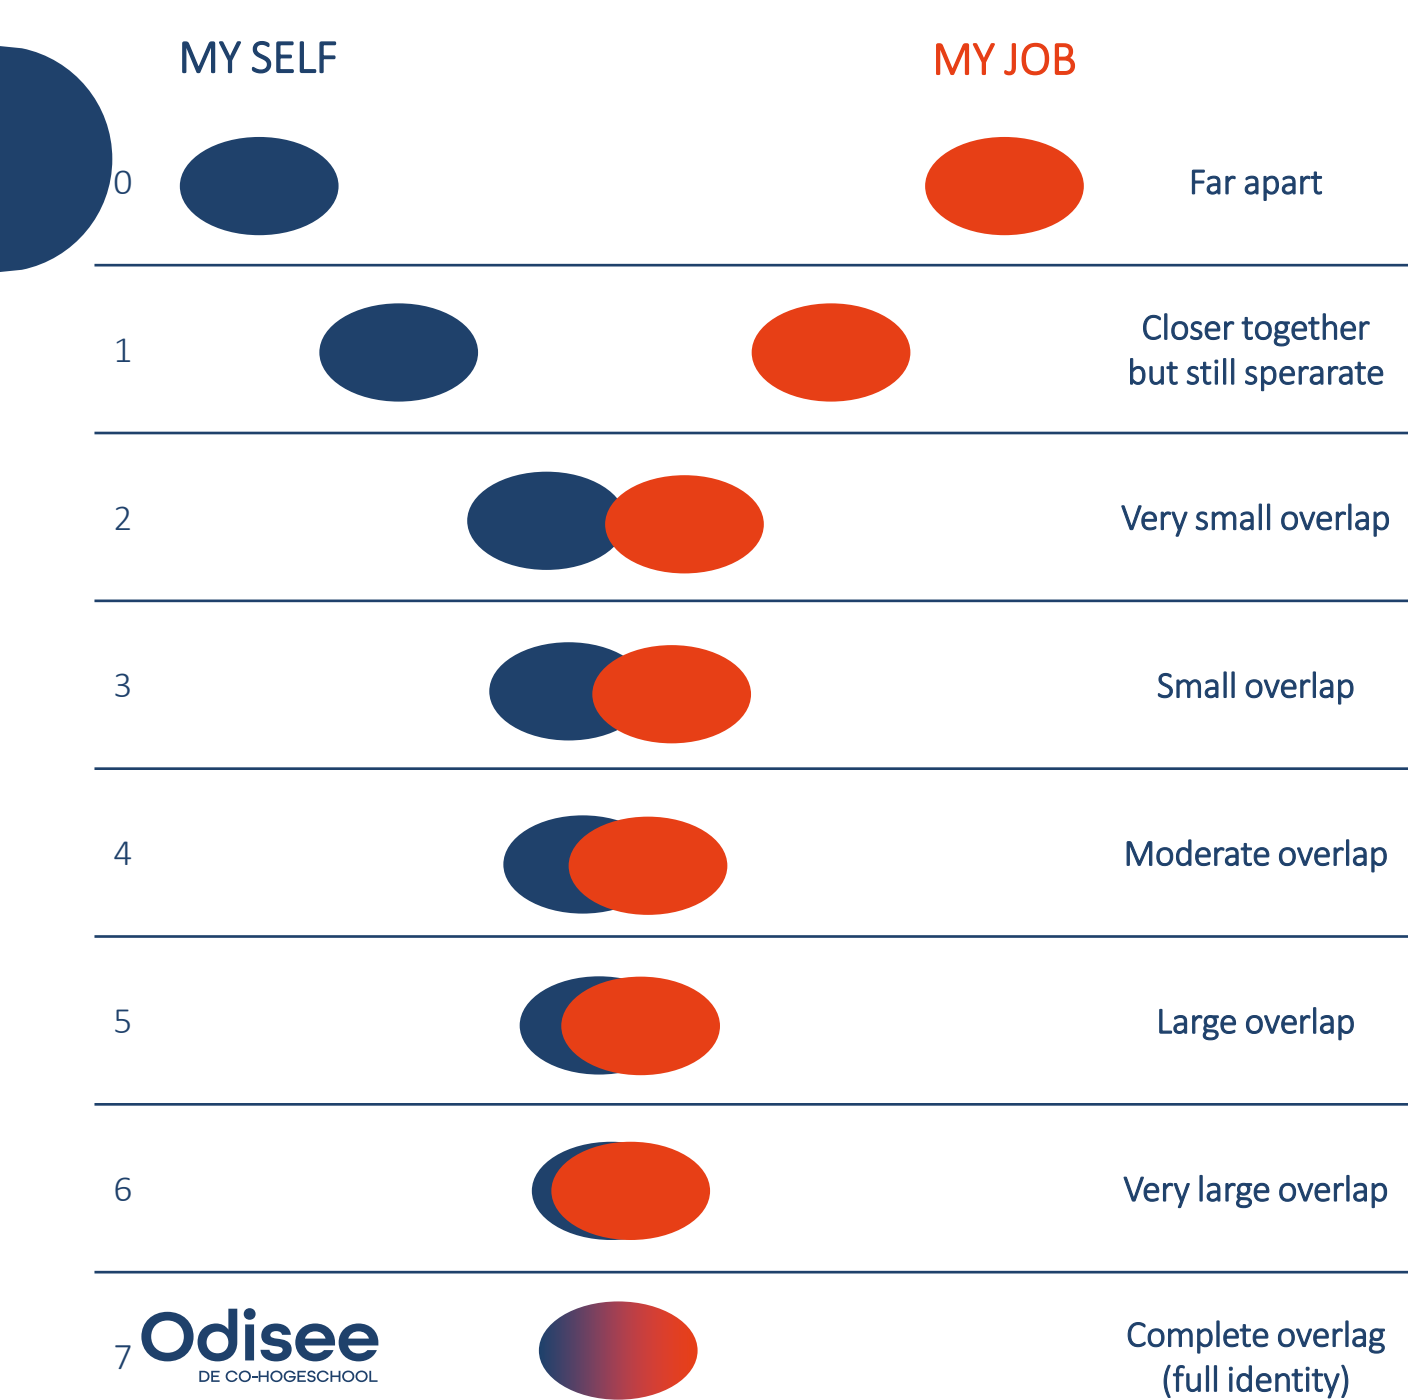 MY SELF
MY JOB
0
Far apart
1
Closer together
but still sperarate
2
Very small overlap
3
Small overlap
4
Moderate overlap
5
Large overlap
6
Very large overlap
7
Odisee
DE CO-HOGESCHOOL
Complete overlag
(full identity)